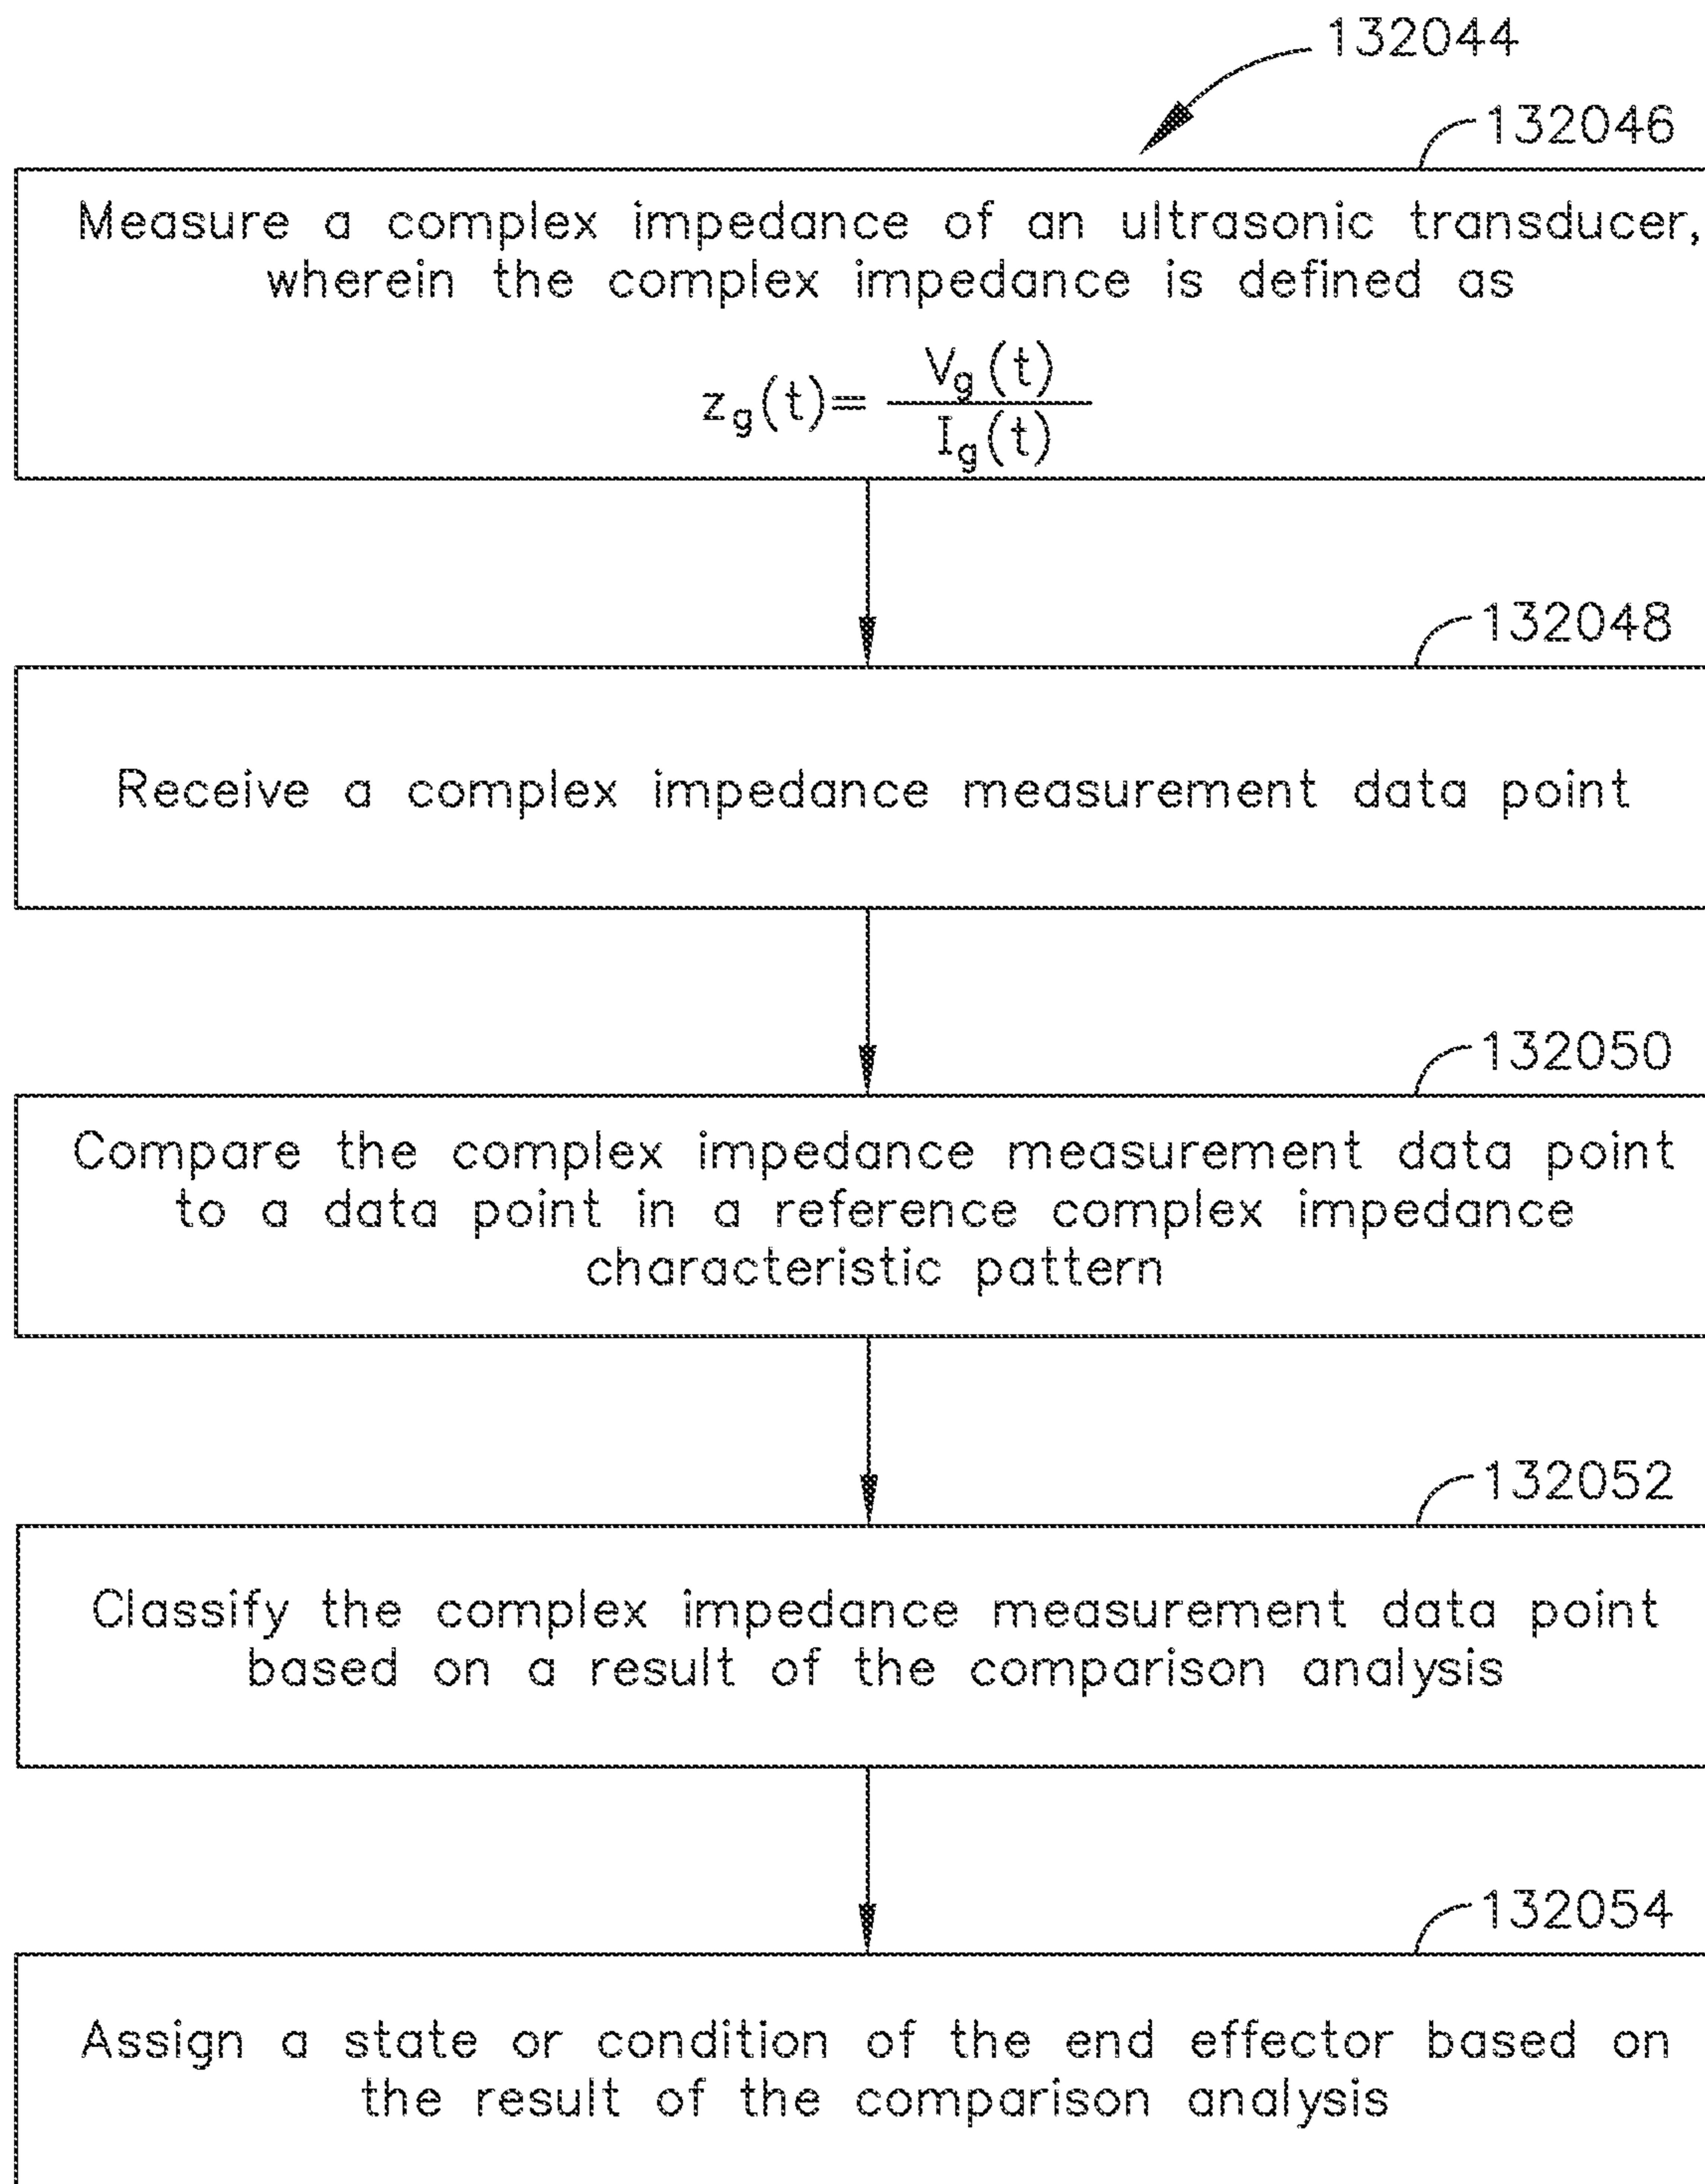 132044
132046
Measure a complex impedance of an ultrasonic transducer,
wherein the complex impedance is defined as
z_g(t)= V_g(t) / I_g(t)
132048
Receive a complex impedance measurement data point
132050
Compare the complex impedance measurement data point
to a data point in a reference complex impedance
characteristic pattern
132052
Classify the complex impedance measurement data point
based on a result of the comparison analysis
132054
Assign a state or condition of the end effector based on
the result of the comparison analysis